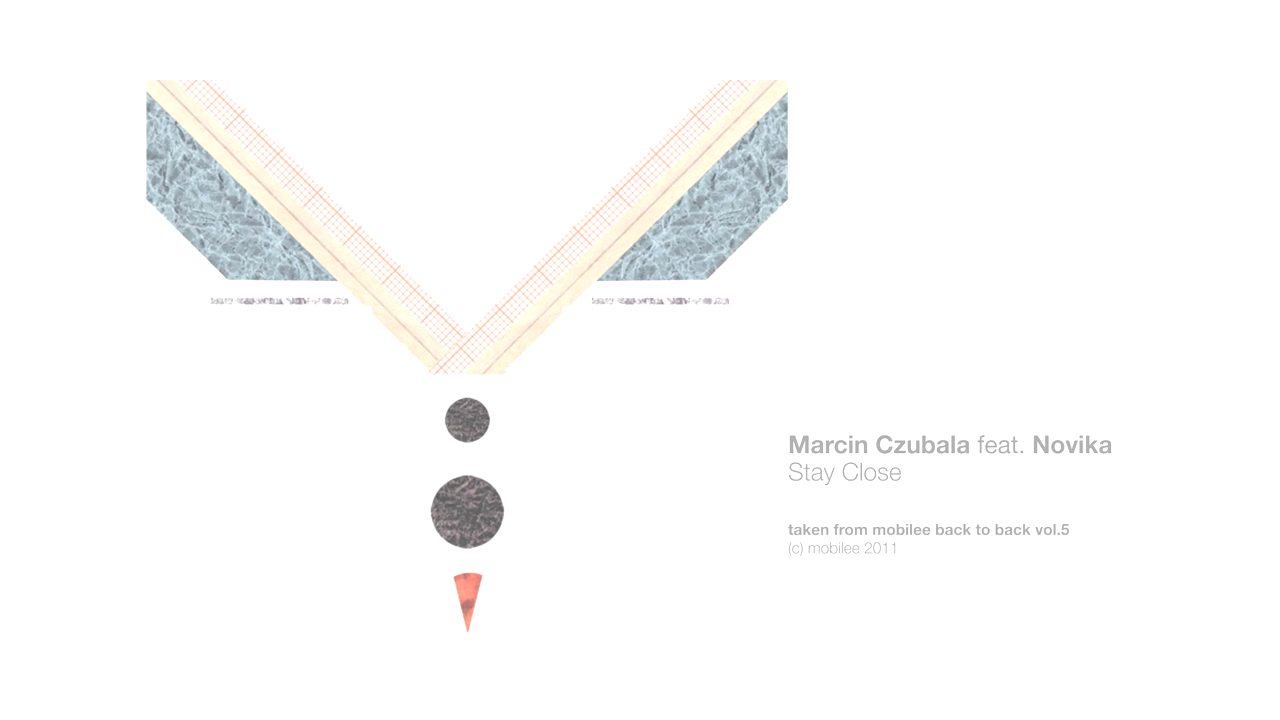 Marcin Czubala feat. Novika
Stay Close
taken from mobilee back to back vol.5
(c) mobilee 2011